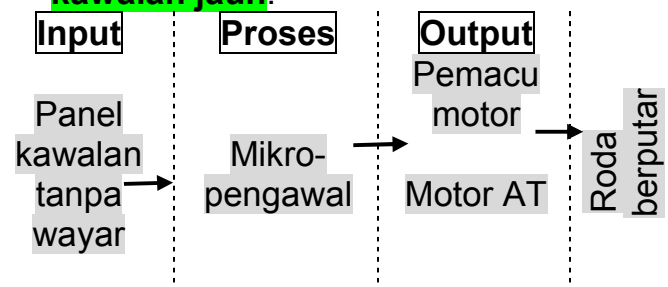 kawalan jauh.
Input
Proses
Output
Panel
kawalan
tanpa
wayar
Mikro-
pengawal
Pemacu
motor
Motor AT
Roda
berputar